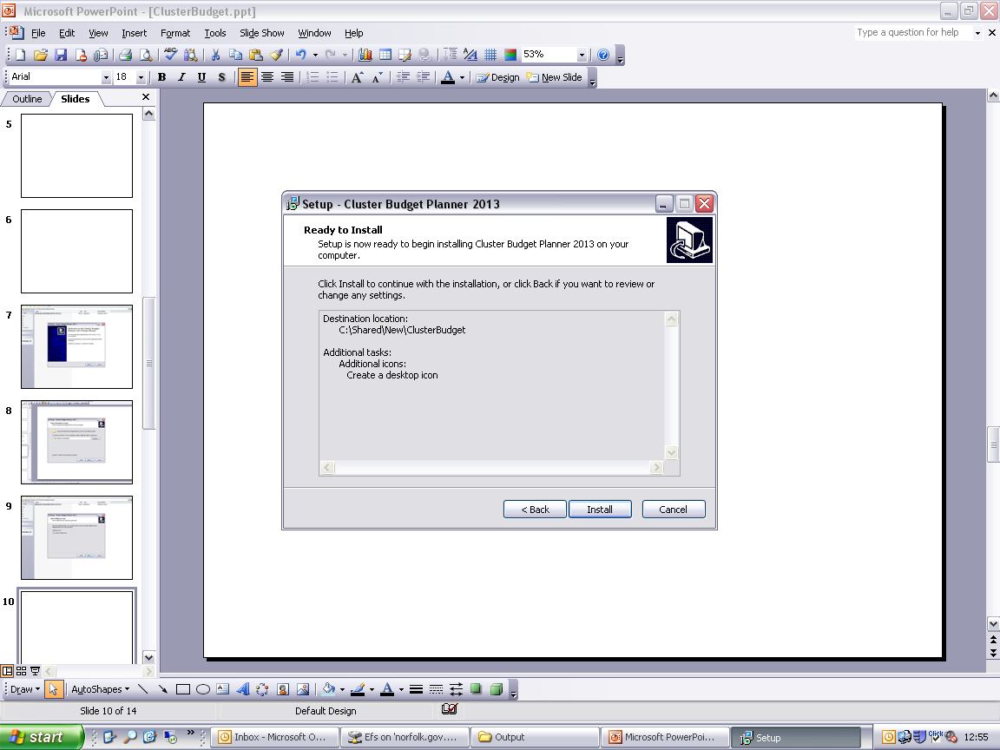 Microsoft PowerPoint - [ClusterBudget.ppt]
File Edit View Insert Format Tools Slide Show Window Help
Type a question for help
53%
Arial 18 B I U S A A A Design New Slide
Outline Slides
5
6
7
8
9
10
Setup - Cluster Budget Planner 2013
Ready to Install
Setup is now ready to begin installing Cluster Budget Planner 2013 on your
computer.
Click Install to continue with the installation, or click Back if you want to review or
change any settings.
Destination location:
C:\Shared\New\ClusterBudget
Additional tasks:
Additional icons:
Create a desktop icon
< Back Install Cancel
Draw AutoShapes
Slide 10 of 14 Default Design
start Inbox - Microsoft O... Efs on 'norfolk.gov.... Output Microsoft PowerPoi... Setup Click 12:55